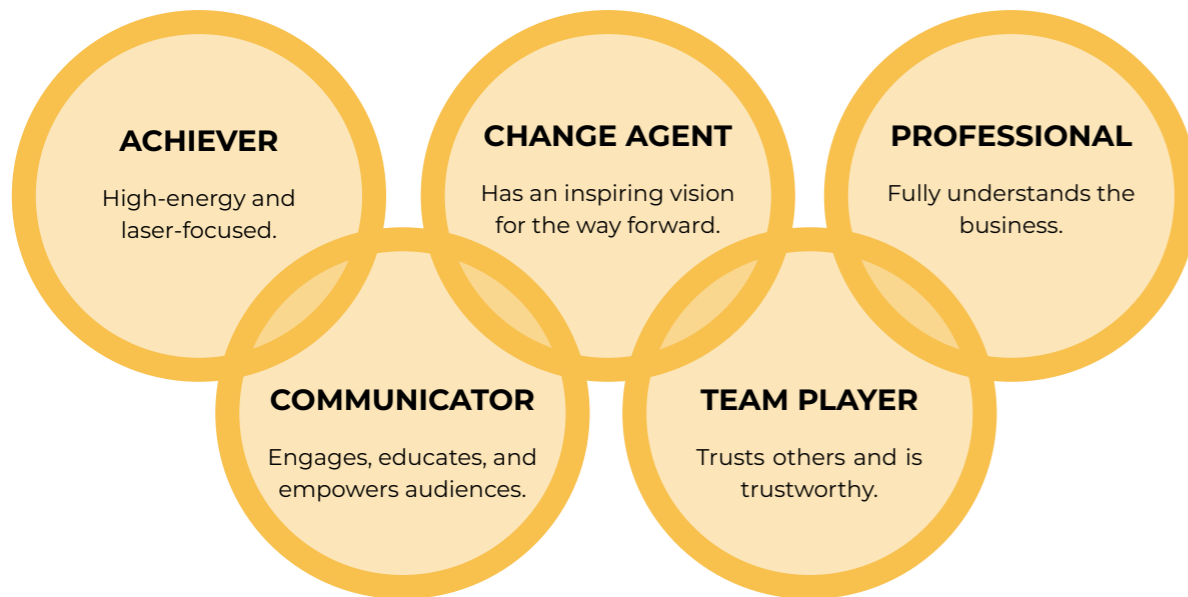 ACHIEVER
High-energy and
laser-focused.
CHANGE AGENT
Has an inspiring vision
for the way forward.
PROFESSIONAL
Fully understands the
business.
COMMUNICATOR
Engages, educates, and
empowers audiences.
TEAM PLAYER
Trusts others and is
trustworthy.